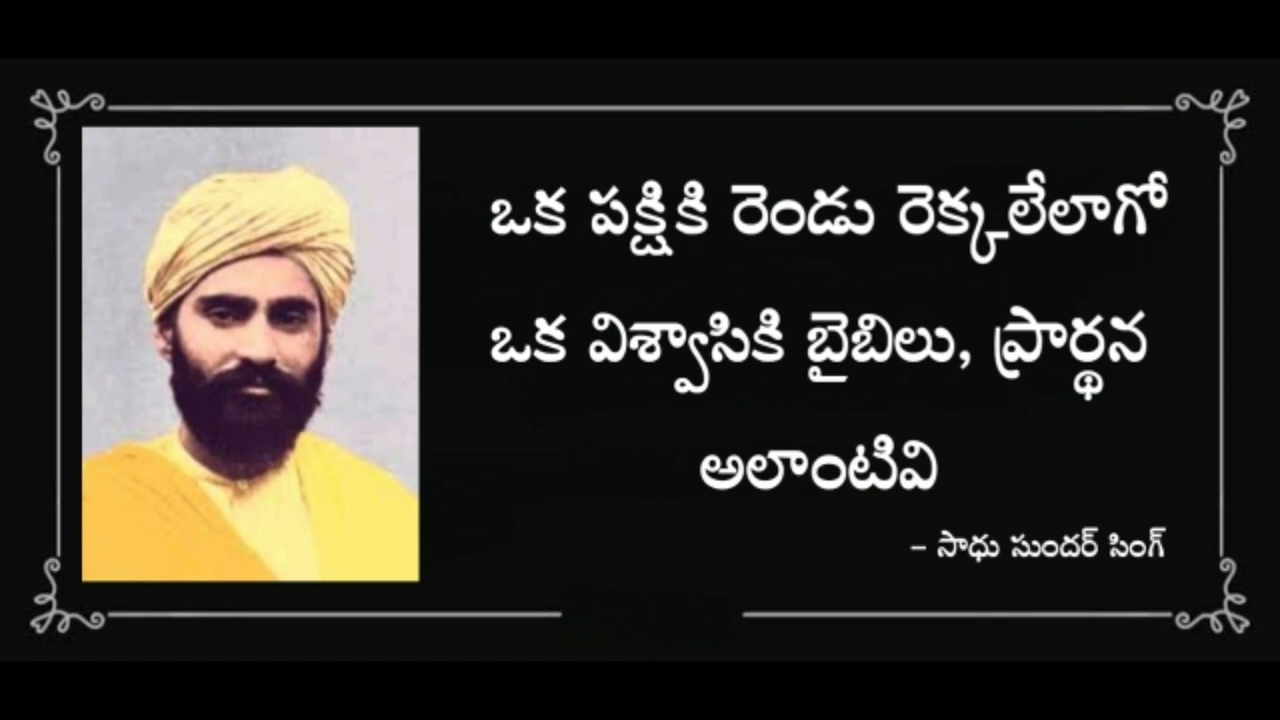 ఒక పక్షికి రెండు రెక్కలేలాగో
ఒక విశ్వాసికి బైబిలు, ప్రార్థన
అలాంటివి
– సాధు సుందర్ సింగ్